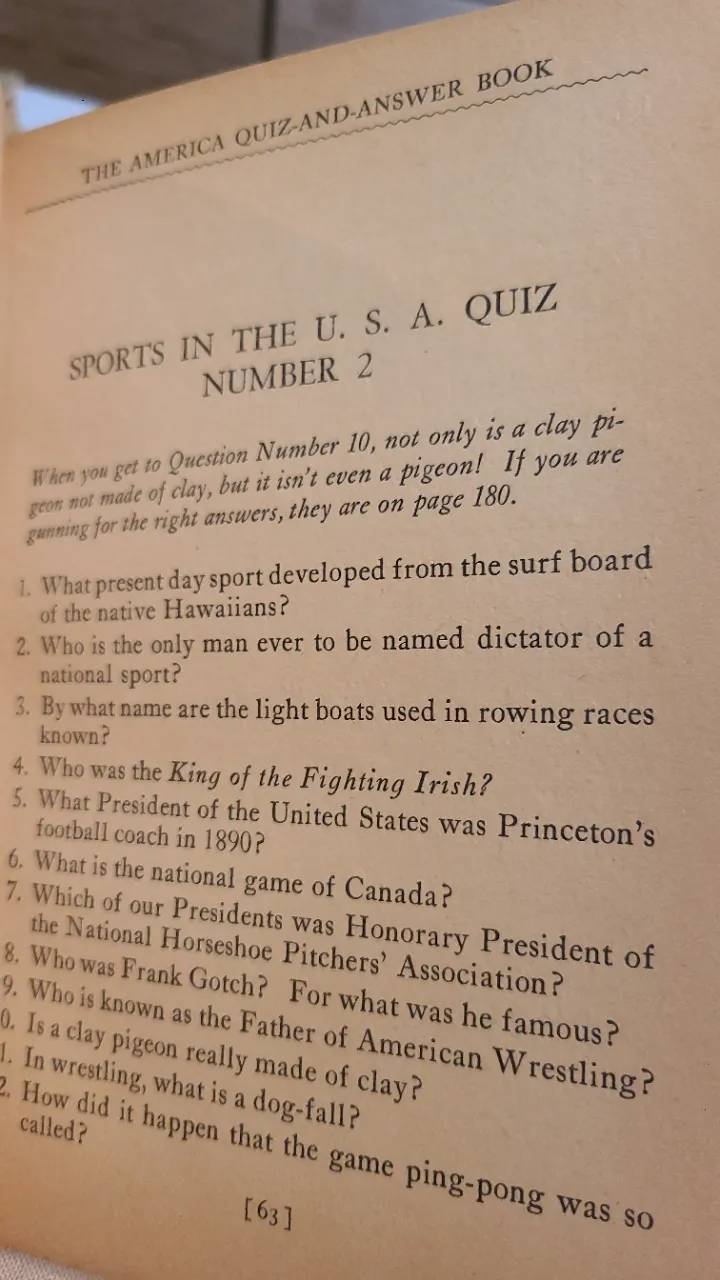 THE AMERICA QUIZ-AND-ANSWER BOOK
SPORTS IN THE U. S. A. QUIZ
NUMBER 2
When you get to Question Number 10, not only is a clay pi-
geon not made of clay, but it isn't even a pigeon! If you are
gunning for the right answers, they are on page 180.
1. What present day sport developed from the surf board
of the native Hawaiians?
2. Who is the only man ever to be named dictator of a
national sport?
3. By what name are the light boats used in rowing races
known?
4. Who was the King of the Fighting Irish?
5. What President of the United States was Princeton's
football coach in 1890?
6. What is the national game of Canada?
7. Which of our Presidents was Honorary President of
the National Horseshoe Pitchers' Association?
8. Who was Frank Gotch? For what was he famous?
9. Who is known as the Father of American Wrestling?
0. Is a clay pigeon really made of clay?
1. In wrestling, what is a dog-fall?
2. How did it happen that the game ping-pong was so
called?
[63]